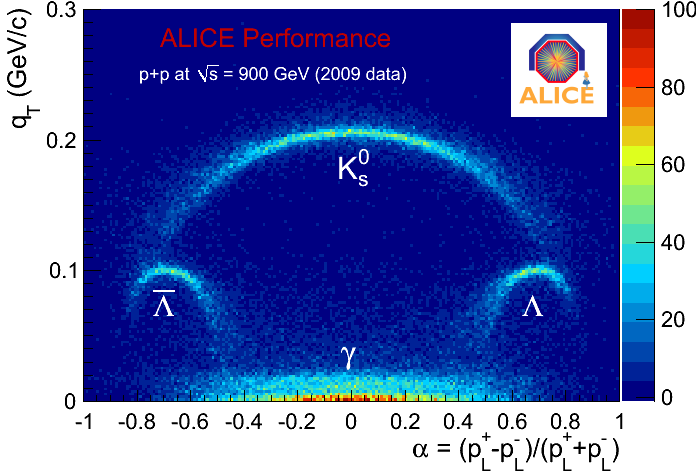 ALICE Performance
p+p at √s = 900 GeV (2009 data)
ALICE
q_T (GeV/c)
0.3
0.2
0.1
0
K⁰_s
Λ̅
Λ
γ
-1 -0.8 -0.6 -0.4 -0.2 0 0.2 0.4 0.6 0.8 1
α = (p⁺_L-p⁻_L)/(p⁺_L+p⁻_L)
100
80
60
40
20
0